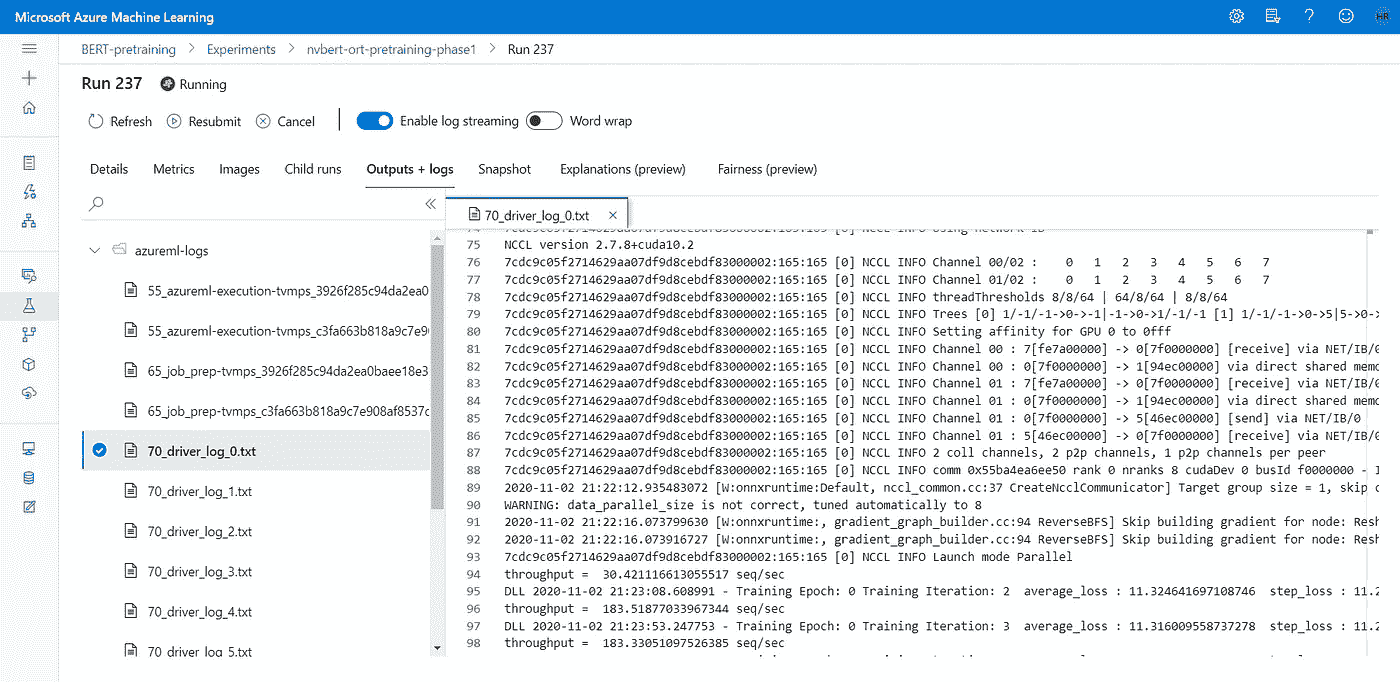 Microsoft Azure Machine Learning
HR
BERT-pretraining > Experiments > nvbert-ort-pretraining-phase1 > Run 237
Run 237 Running
Refresh Resubmit Cancel Enable log streaming Word wrap
Details Metrics Images Child runs Outputs + logs Snapshot Explanations (preview) Fairness (preview)
azureml-logs
55_azureml-execution-tvmps_3926f285c94da2ea0
55_azureml-execution-tvmps_c3fa663b818a9c7e9
65_job_prep-tvmps_3926f285c94da2ea0baee18e3
65_job_prep-tvmps_c3fa663b818a9c7e908af8537c
70_driver_log_0.txt
70_driver_log_1.txt
70_driver_log_2.txt
70_driver_log_3.txt
70_driver_log_4.txt
70_driver_log_5.txt
70_driver_log_0.txt
74 7cdc9c05f2714629aa07df9d8cebdf83000002:165:165 [0] NCCL INFO Using network IB
75 NCCL version 2.7.8+cuda10.2
76 7cdc9c05f2714629aa07df9d8cebdf83000002:165:165 [0] NCCL INFO Channel 00/02 : 0 1 2 3 4 5 6 7
77 7cdc9c05f2714629aa07df9d8cebdf83000002:165:165 [0] NCCL INFO Channel 01/02 : 0 1 2 3 4 5 6 7
78 7cdc9c05f2714629aa07df9d8cebdf83000002:165:165 [0] NCCL INFO threadThresholds 8/8/64 | 64/8/64 | 8/8/64
79 7cdc9c05f2714629aa07df9d8cebdf83000002:165:165 [0] NCCL INFO Trees [0] 1/-1/-1->0->-1|-1->0->1/-1/-1 [1] 1/-1/-1->0->5|5->0->
80 7cdc9c05f2714629aa07df9d8cebdf83000002:165:165 [0] NCCL INFO Setting affinity for GPU 0 to 0fff
81 7cdc9c05f2714629aa07df9d8cebdf83000002:165:165 [0] NCCL INFO Channel 00 : 7[fe7a00000] -> 0[7f0000000] [receive] via NET/IB/0
82 7cdc9c05f2714629aa07df9d8cebdf83000002:165:165 [0] NCCL INFO Channel 00 : 0[7f0000000] -> 1[94ec00000] via direct shared memo
83 7cdc9c05f2714629aa07df9d8cebdf83000002:165:165 [0] NCCL INFO Channel 01 : 7[fe7a00000] -> 0[7f0000000] [receive] via NET/IB/0
84 7cdc9c05f2714629aa07df9d8cebdf83000002:165:165 [0] NCCL INFO Channel 01 : 0[7f0000000] -> 1[94ec00000] via direct shared memo
85 7cdc9c05f2714629aa07df9d8cebdf83000002:165:165 [0] NCCL INFO Channel 01 : 0[7f0000000] -> 5[46ec00000] [send] via NET/IB/0
86 7cdc9c05f2714629aa07df9d8cebdf83000002:165:165 [0] NCCL INFO Channel 01 : 5[46ec00000] -> 0[7f0000000] [receive] via NET/IB/0
87 7cdc9c05f2714629aa07df9d8cebdf83000002:165:165 [0] NCCL INFO 2 coll channels, 2 p2p channels, 1 p2p channels per peer
88 7cdc9c05f2714629aa07df9d8cebdf83000002:165:165 [0] NCCL INFO comm 0x55ba4ea6ee50 rank 0 nranks 8 cudaDev 0 busId f0000000 - I
89 2020-11-02 21:22:12.935483072 [W:onnxruntime:Default, nccl_common.cc:37 CreateNcclCommunicator] Target group size = 1, skip c
90 WARNING: data_parallel_size is not correct, tuned automatically to 8
91 2020-11-02 21:22:16.073799630 [W:onnxruntime:, gradient_graph_builder.cc:94 ReverseBFS] Skip building gradient for node: Resh
92 2020-11-02 21:22:16.073916727 [W:onnxruntime:, gradient_graph_builder.cc:94 ReverseBFS] Skip building gradient for node: Resh
93 7cdc9c05f2714629aa07df9d8cebdf83000002:165:165 [0] NCCL INFO Launch mode Parallel
94 throughput = 30.421116613055517 seq/sec
95 DLL 2020-11-02 21:23:08.608991 - Training Epoch: 0 Training Iteration: 2 average_loss : 11.324641697108746 step_loss : 11.2
96 throughput = 183.51877033967344 seq/sec
97 DLL 2020-11-02 21:23:53.247753 - Training Epoch: 0 Training Iteration: 3 average_loss : 11.316009558737278 step_loss : 11.2
98 throughput = 183.33051097526385 seq/sec